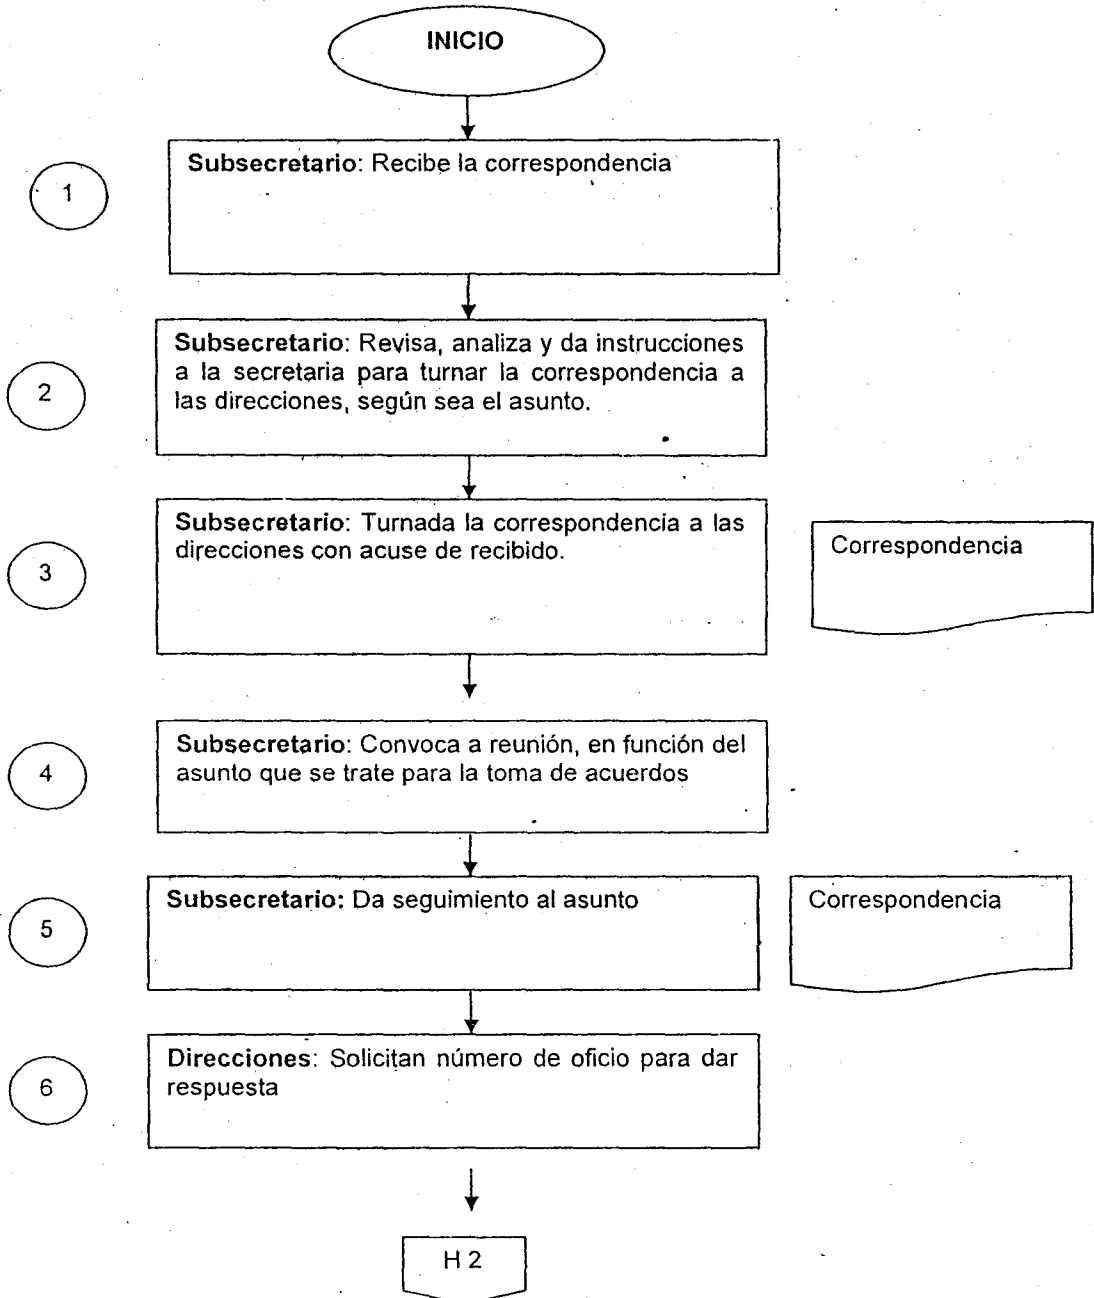 INICIO
1
Subsecretario: Recibe la correspondencia
2
Subsecretario: Revisa, analiza y da instrucciones
a la secretaria para turnar la correspondencia a
las direcciones, según sea el asunto.
3
Subsecretario: Turnada la correspondencia a las
direcciones con acuse de recibido.
Correspondencia
4
Subsecretario: Convoca a reunión, en función del
asunto que se trate para la toma de acuerdos
5
Subsecretario: Da seguimiento al asunto
Correspondencia
6
Direcciones: Solicitan número de oficio para dar
respuesta
H 2